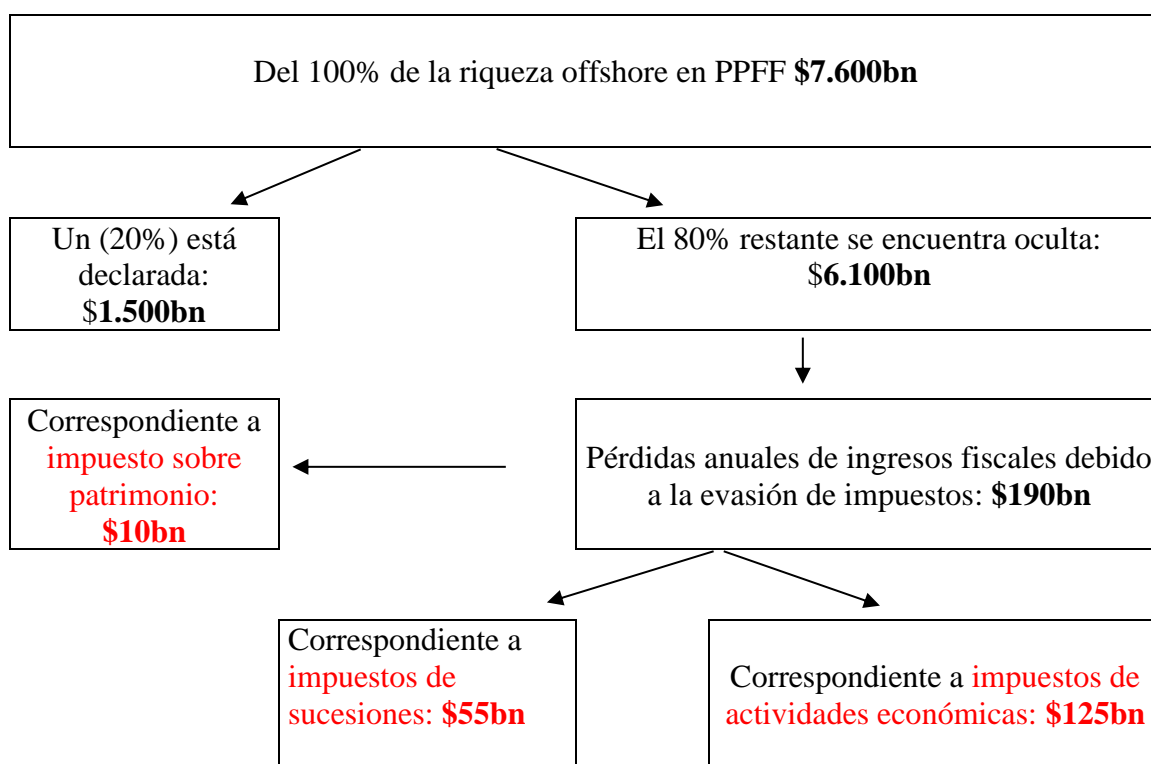 Del 100% de la riqueza offshore en PPFF $7.600bn
Un (20%) está
declarada:
$1.500bn
El 80% restante se encuentra oculta:
$6.100bn
Correspondiente a
impuesto sobre
patrimonio:
$10bn
Pérdidas anuales de ingresos fiscales debido
a la evasión de impuestos: $190bn
Correspondiente a
impuestos de
sucesiones: $55bn
Correspondiente a impuestos de
actividades económicas: $125bn